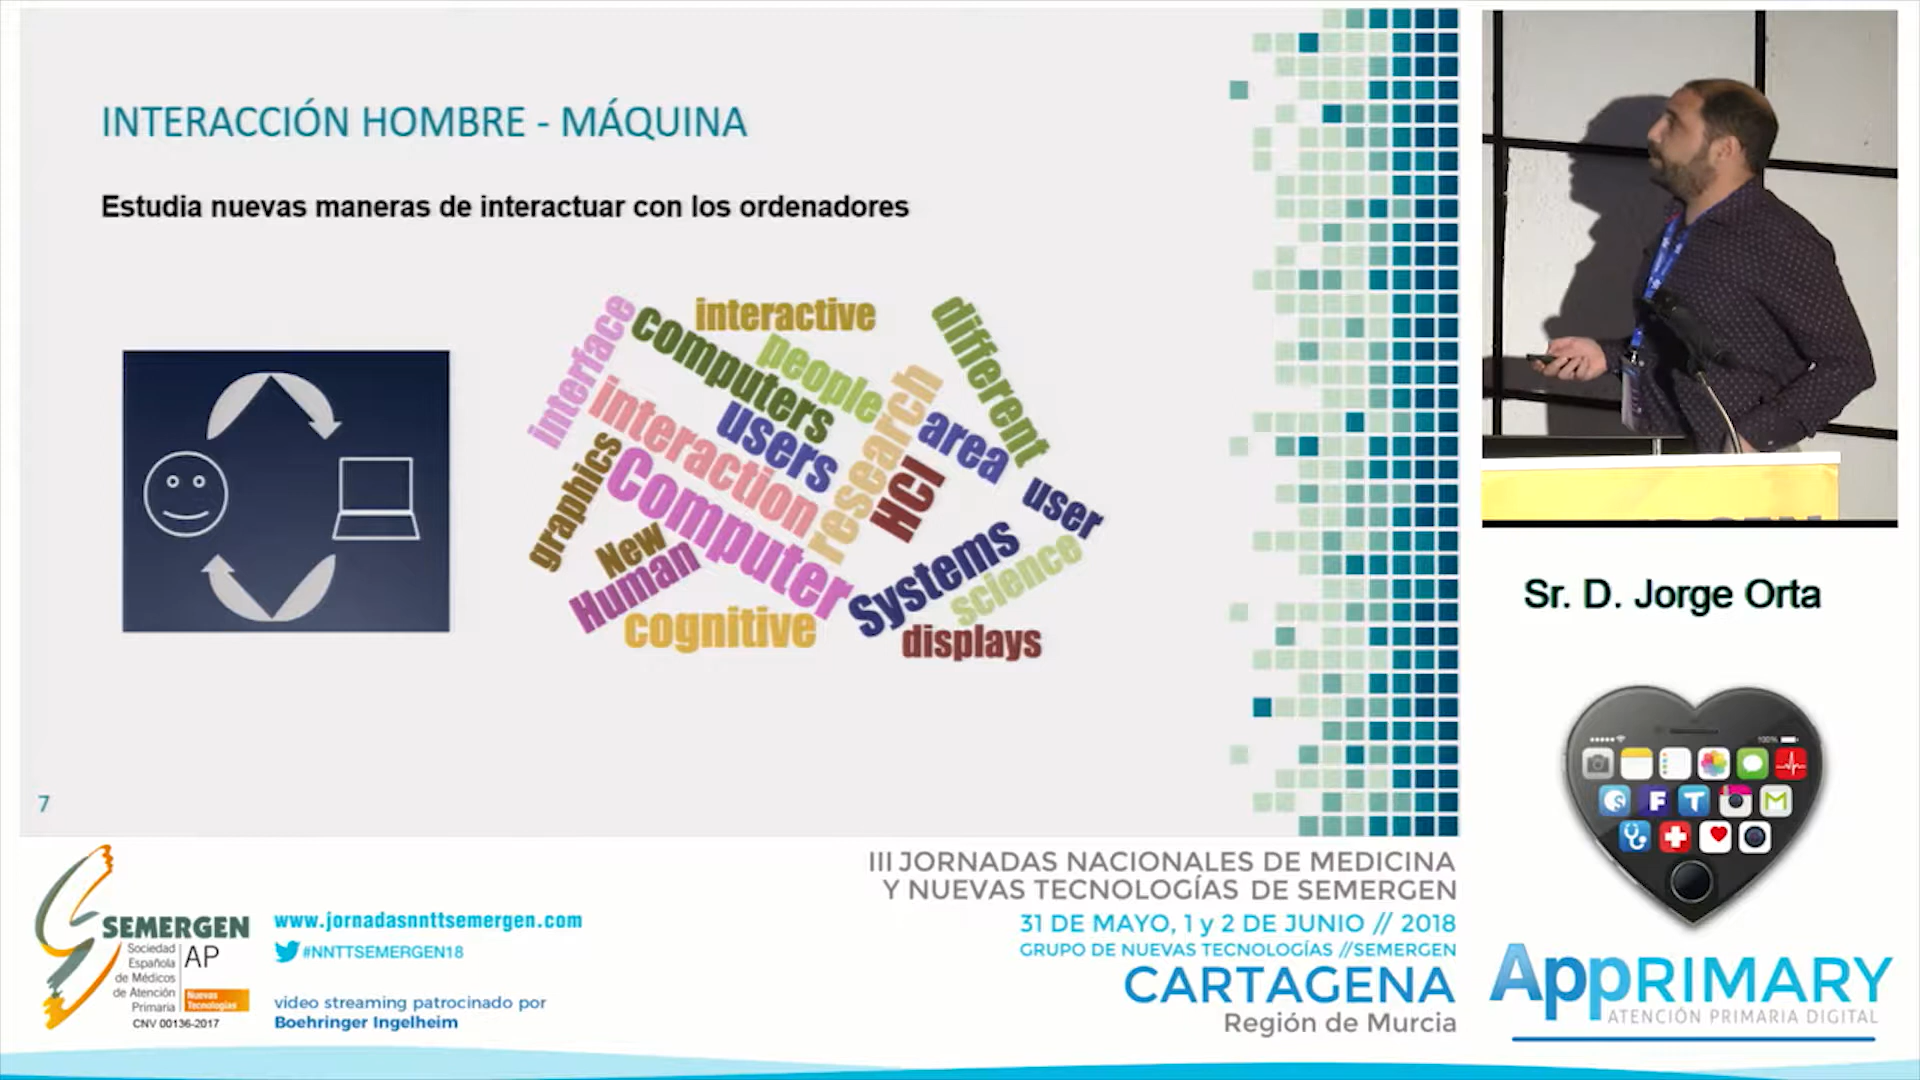 INTERACCIÓN HOMBRE - MÁQUINA
Estudia nuevas maneras de interactuar con los ordenadores
interactive
different
interface
computers
people
research
interaction
users
area
graphics
Computer
HCI
user
New
Human
Systems
science
cognitive
displays
7
Sr. D. Jorge Orta
100%
F
T
M
SEMERGEN
Sociedad
Española
de Médicos
de Atención
Primaria
AP
Nuevas
Tecnologías
CNV 00136-2017
www.jornadasnnttsemergen.com
#NNTTSEMERGEN18
video streaming patrocinado por
Boehringer Ingelheim
III JORNADAS NACIONALES DE MEDICINA
Y NUEVAS TECNOLOGÍAS DE SEMERGEN
31 DE MAYO, 1 y 2 DE JUNIO // 2018
GRUPO DE NUEVAS TECNOLOGÍAS //SEMERGEN
CARTAGENA
Región de Murcia
AppRIMARY
ATENCIÓN PRIMARIA DIGITAL